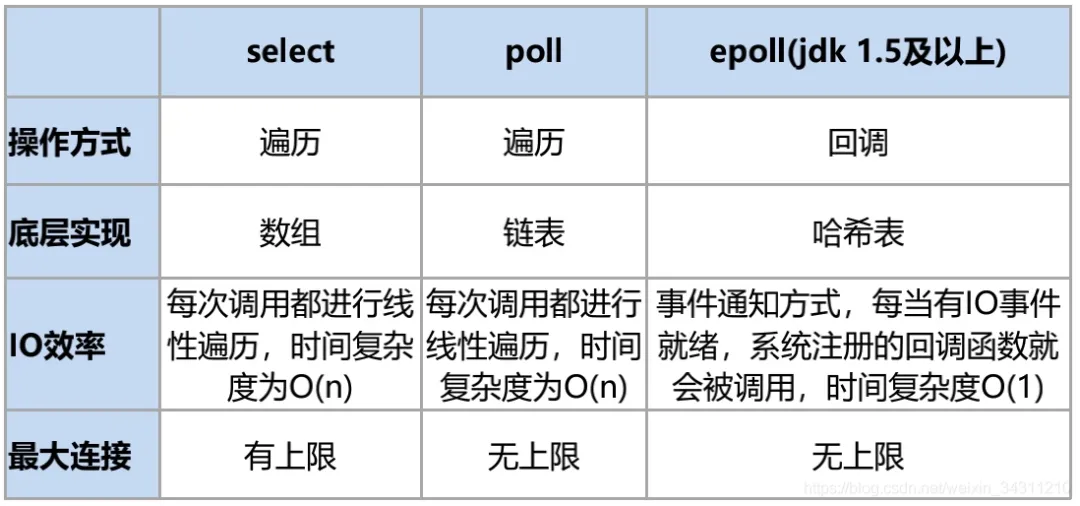 select poll epoll(jdk 1.5及以上)
操作方式 遍历 遍历 回调
底层实现 数组 链表 哈希表
IO效率
每次调用都进行线
性遍历，时间复杂
度为O(n)
每次调用都进行
线性遍历，时间
复杂度为O(n)
事件通知方式，每当有IO事件
就绪，系统注册的回调函数就
会被调用，时间复杂度O(1)
最大连接 有上限 无上限 无上限
https://blog.csdn.net/weixin_34311210